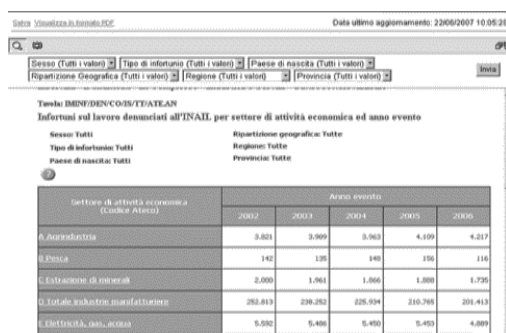 Salva Visualizza in formato PDF Data ultimo aggiornamento: 22/08/2007 10:05:28
Sesso (Tutti i valori) Tipo di infortunio (Tutti i valori) Paese di nascita (Tutti i valori)
Ripartizione Geografica (Tutti i valori) Regione (Tutti i valori) Provincia (Tutti i valori)
Invia
Tavola: IMINF/DEN/CO/IS/TT/ATE.AN
Infortuni sul lavoro denunciati all'INAIL per settore di attività economica ed anno evento
Sesso: Tutti Ripartizione geografica: Tutte
Tipo di infortunio: Tutti Regione: Tutte
Paese di nascita: Tutti Provincia: Tutte
Settore di attività economica
(Codice Ateco)
Anno evento
2002 2003 2004 2005 2006
A Agrindustria 3.821 3.909 3.963 4.109 4.217
B Pesca 142 135 148 156 116
C Estrazione di minerali 2.000 1.961 1.866 1.888 1.735
D Totale industrie manifatturiere 252.813 238.252 225.934 210.765 201.413
E Elettricità, gas, acqua 5.592 5.486 5.450 5.453 4.889